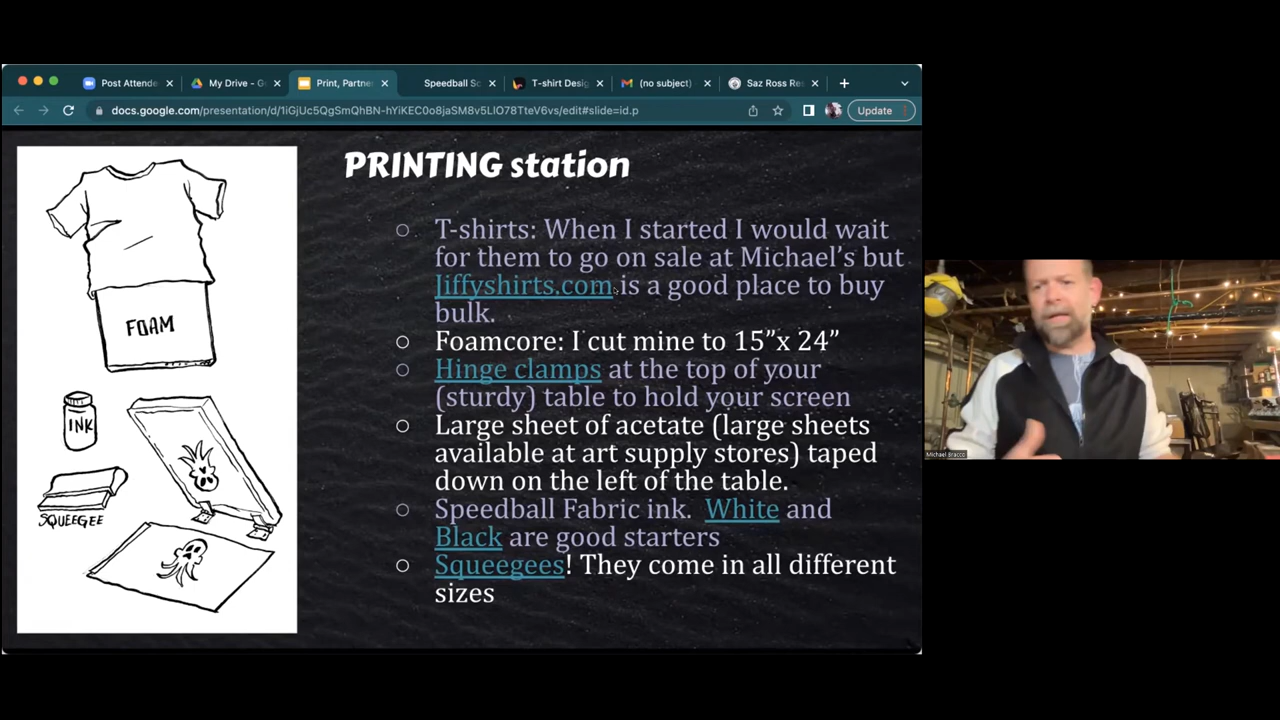 Post Attende
My Drive - G
Print, Partne
Speedball Sc
T-shirt Desig
(no subject)
Saz Ross Res
docs.google.com/presentation/d/1iGjUc5QgSmQhBN-hYiKEC0o8jaSM8v5LIO78TteV6vs/edit#slide=id.p
Update
PRINTING station
○ T-shirts: When I started I would wait
for them to go on sale at Michael’s but
Jiffyshirts.com is a good place to buy
bulk.
○ Foamcore: I cut mine to 15”x 24”
○ Hinge clamps at the top of your
(sturdy) table to hold your screen
○ Large sheet of acetate (large sheets
available at art supply stores) taped
down on the left of the table.
○ Speedball Fabric ink. White and
Black are good starters
○ Squeegees! They come in all different
sizes
FOAM
INK
SQUEEGEE
Michael Bracco